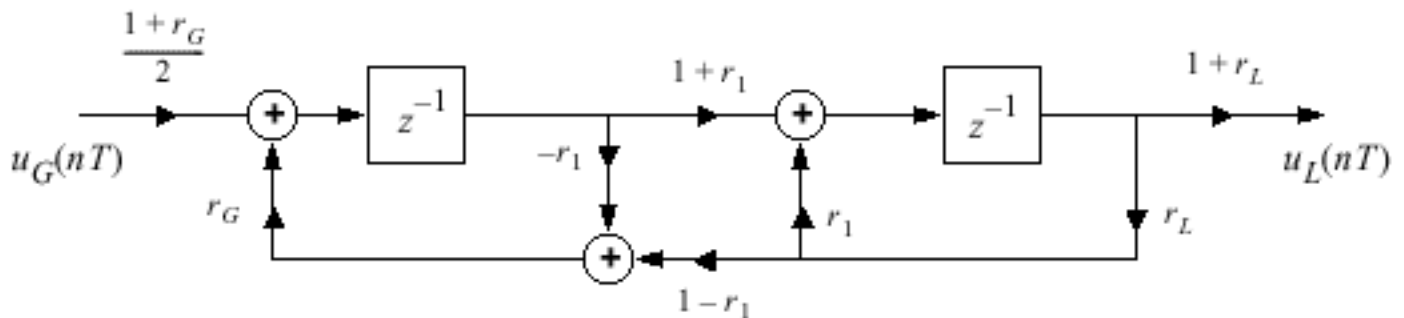 1 + r_G
2
1 + r_1
1 + r_L
+
z^{-1}
+
z^{-1}
u_G(nT)
-r_1
u_L(nT)
r_G
r_1
r_L
+
1 - r_1